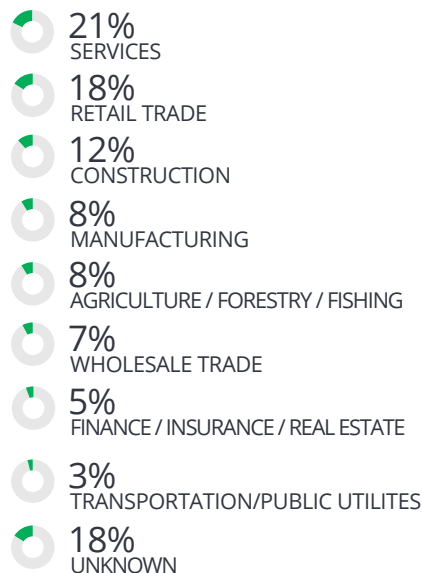 21%
SERVICES
18%
RETAIL TRADE
12%
CONSTRUCTION
8%
MANUFACTURING
8%
AGRICULTURE / FORESTRY / FISHING
7%
WHOLESALE TRADE
5%
FINANCE / INSURANCE / REAL ESTATE
3%
TRANSPORTATION/PUBLIC UTILITES
18%
UNKNOWN